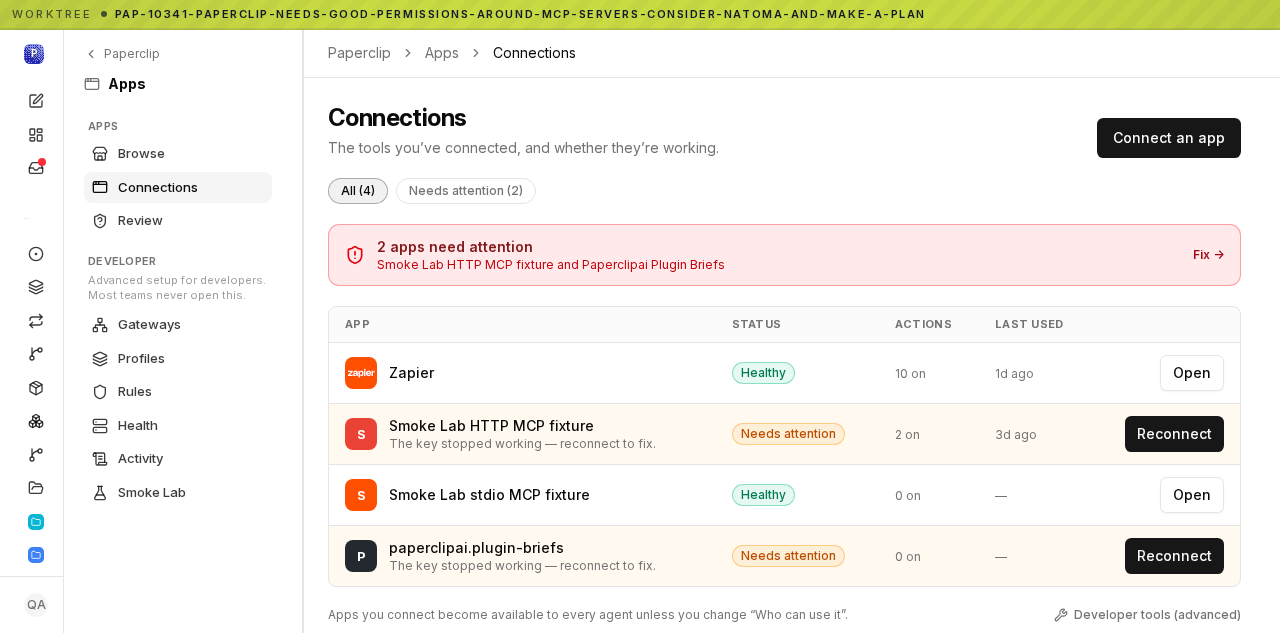 WORKTREE ● PAP-10341-PAPERCLIP-NEEDS-GOOD-PERMISSIONS-AROUND-MCP-SERVERS-CONSIDER-NATOMA-AND-MAKE-A-PLAN
P
Paperclip
Apps
APPS
Browse
Connections
Review
DEVELOPER
Advanced setup for developers.
Most teams never open this.
Gateways
Profiles
Rules
Health
Activity
Smoke Lab
QA
Paperclip > Apps > Connections
Connections
The tools you’ve connected, and whether they’re working.
Connect an app
All (4)
Needs attention (2)
2 apps need attention
Smoke Lab HTTP MCP fixture and Paperclipai Plugin Briefs
Fix →
APP STATUS ACTIONS LAST USED
zapier Zapier Healthy 10 on 1d ago Open
S Smoke Lab HTTP MCP fixture Needs attention 2 on 3d ago Reconnect
The key stopped working — reconnect to fix.
S Smoke Lab stdio MCP fixture Healthy 0 on — Open
P paperclipai.plugin-briefs Needs attention 0 on — Reconnect
The key stopped working — reconnect to fix.
Apps you connect become available to every agent unless you change “Who can use it”.
Developer tools (advanced)